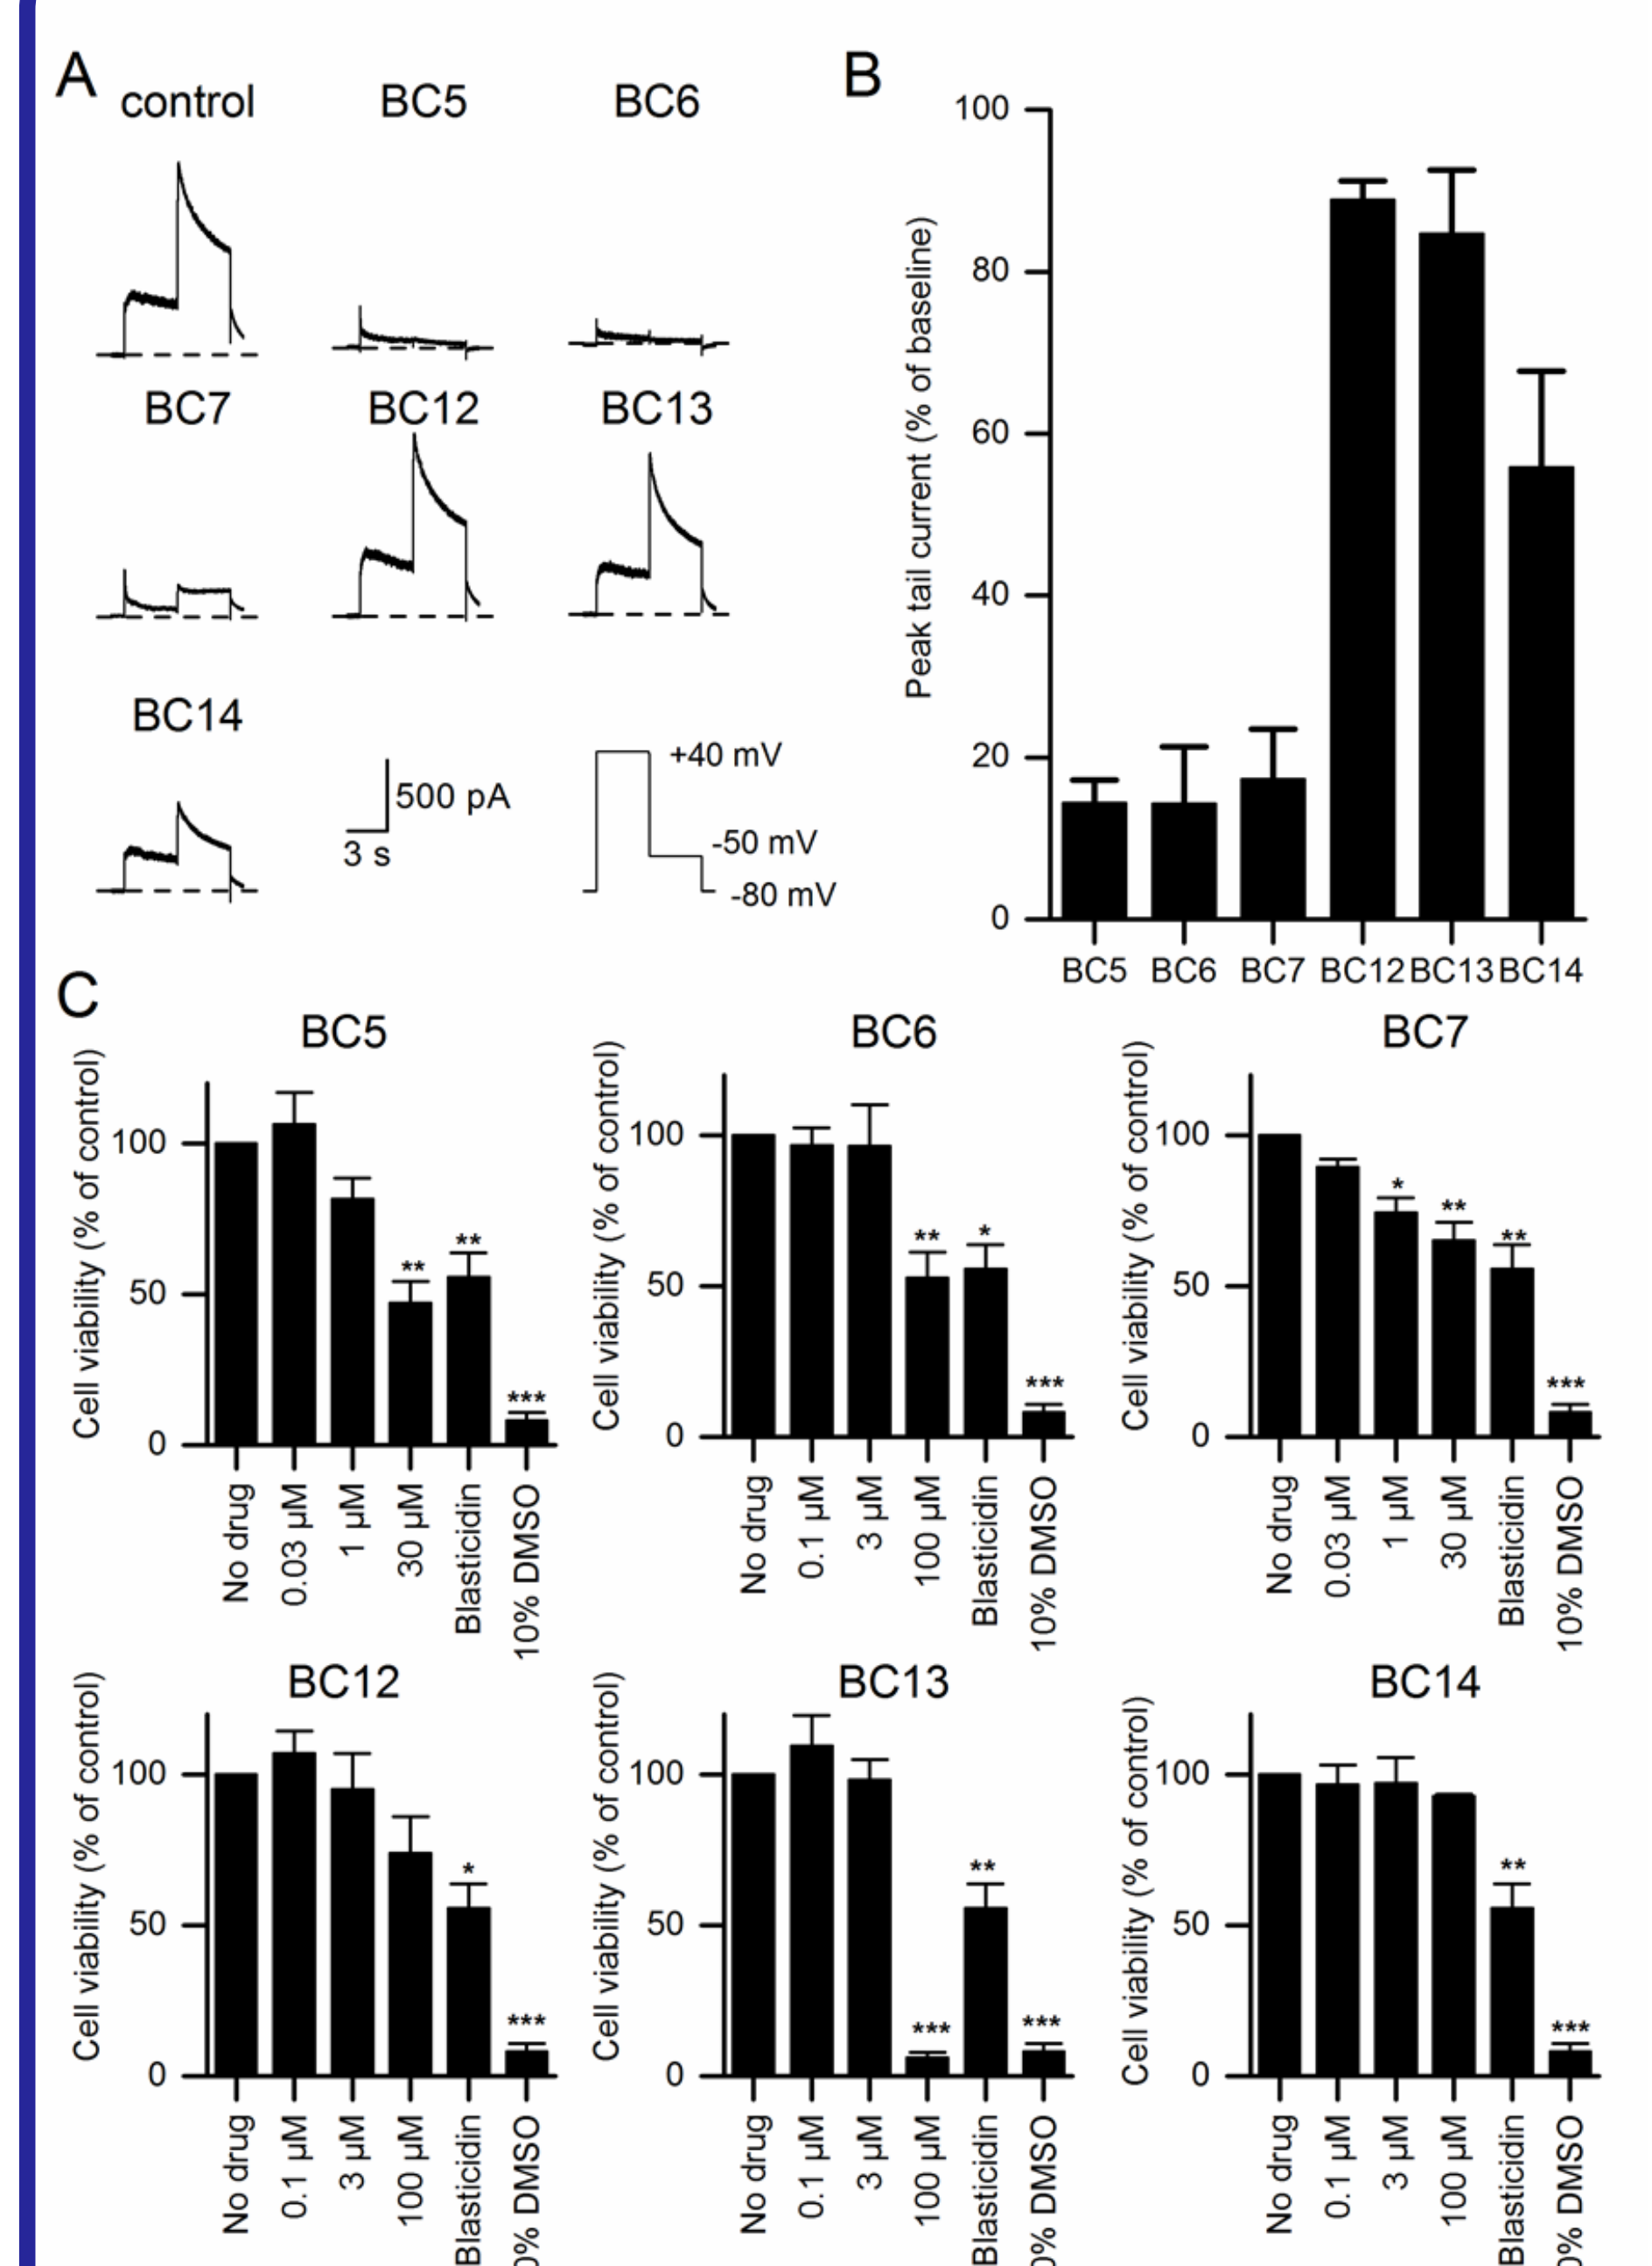 A
control
BC5
BC6
BC7
BC12
BC13
BC14
500 pA
3 s
+40 mV
-50 mV
-80 mV
B
Peak tail current (% of baseline)
100
80
60
40
20
0
BC5 BC6 BC7 BC12 BC13 BC14
C
BC5
Cell viability (% of control)
100
50
0
** ** ***
No drug
0.03 µM
1 µM
30 µM
Blasticidin
10% DMSO
BC6
Cell viability (% of control)
100
50
0
** * ***
No drug
0.1 µM
3 µM
100 µM
Blasticidin
10% DMSO
BC7
Cell viability (% of control)
100
50
0
* ** ** ***
No drug
0.03 µM
1 µM
30 µM
Blasticidin
10% DMSO
BC12
Cell viability (% of control)
100
50
0
* ***
No drug
0.1 µM
3 µM
100 µM
Blasticidin
0% DMSO
BC13
Cell viability (% of control)
100
50
0
*** ** ***
No drug
0.1 µM
3 µM
100 µM
Blasticidin
0% DMSO
BC14
Cell viability (% of control)
100
50
0
** ***
No drug
0.1 µM
3 µM
100 µM
Blasticidin
0% DMSO